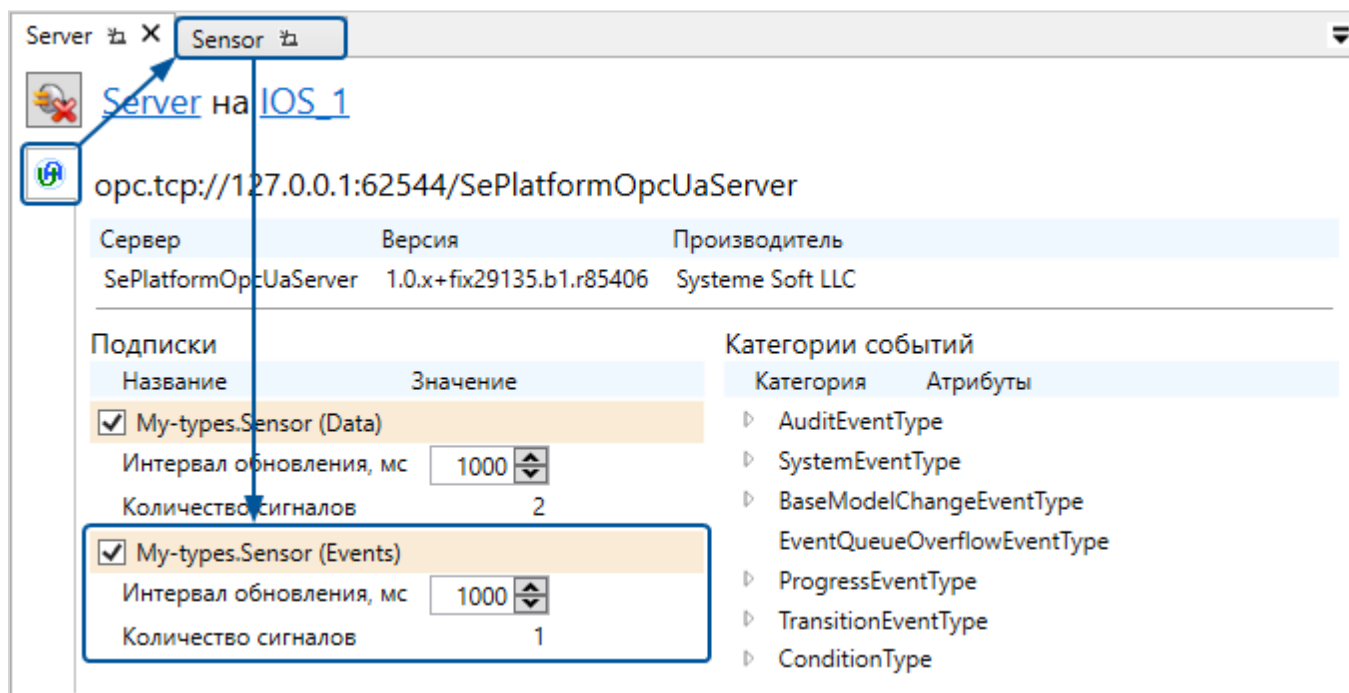 Server
Sensor
Server на IOS_1
opc.tcp://127.0.0.1:62544/SePlatformOpcUaServer
Сервер Версия Производитель
SePlatformOpcUaServer 1.0.x+fix29135.b1.r85406 Systeme Soft LLC
Подписки
Название Значение
My-types.Sensor (Data)
Интервал обновления, мс 1000
Количество сигналов 2
My-types.Sensor (Events)
Интервал обновления, мс 1000
Количество сигналов 1
Категории событий
Категория Атрибуты
AuditEventType
SystemEventType
BaseModelChangeEventType
EventQueueOverflowEventType
ProgressEventType
TransitionEventType
ConditionType